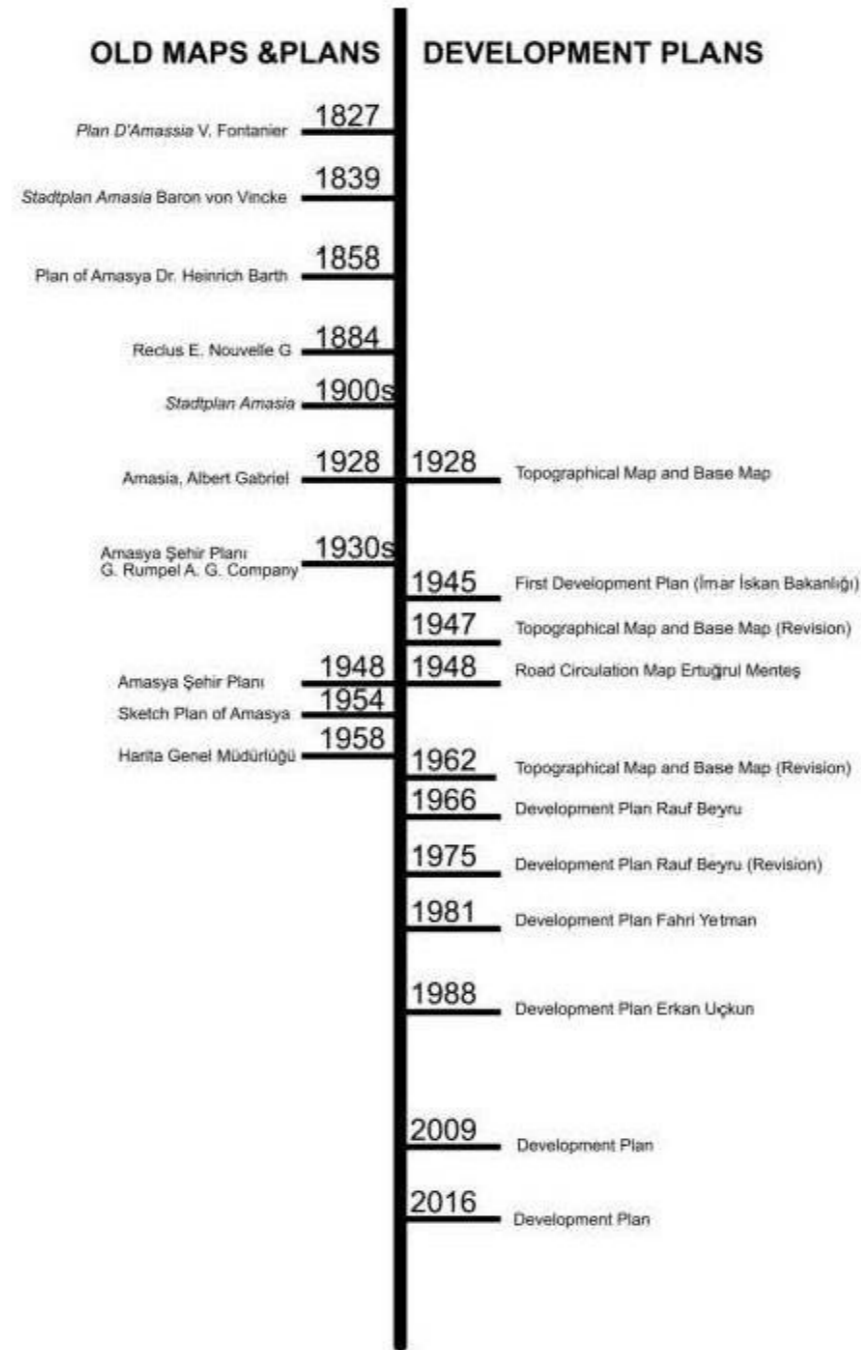 OLD MAPS &PLANS
DEVELOPMENT PLANS
1827
Plan D'Amassia V. Fontanier
1839
Stadtplan Amasia Baron von Vincke
1858
Plan of Amasya Dr. Heinrich Barth
1884
Reclus E. Nouvelle G
1900s
Stadtplan Amasia
1928
Amasia, Albert Gabriel
1928
Topographical Map and Base Map
1930s
Amasya Şehir Planı
G. Rumpel A. G. Company
1945
First Development Plan (İmar İskan Bakanlığı)
1947
Topographical Map and Base Map (Revision)
1948
Amasya Şehir Planı
1948
Road Circulation Map Ertuğrul Menteş
1954
Sketch Plan of Amasya
1958
Harita Genel Müdürlüğü
1962
Topographical Map and Base Map (Revision)
1966
Development Plan Rauf Beyru
1975
Development Plan Rauf Beyru (Revision)
1981
Development Plan Fahri Yetman
1988
Development Plan Erkan Uçkun
2009
Development Plan
2016
Development Plan